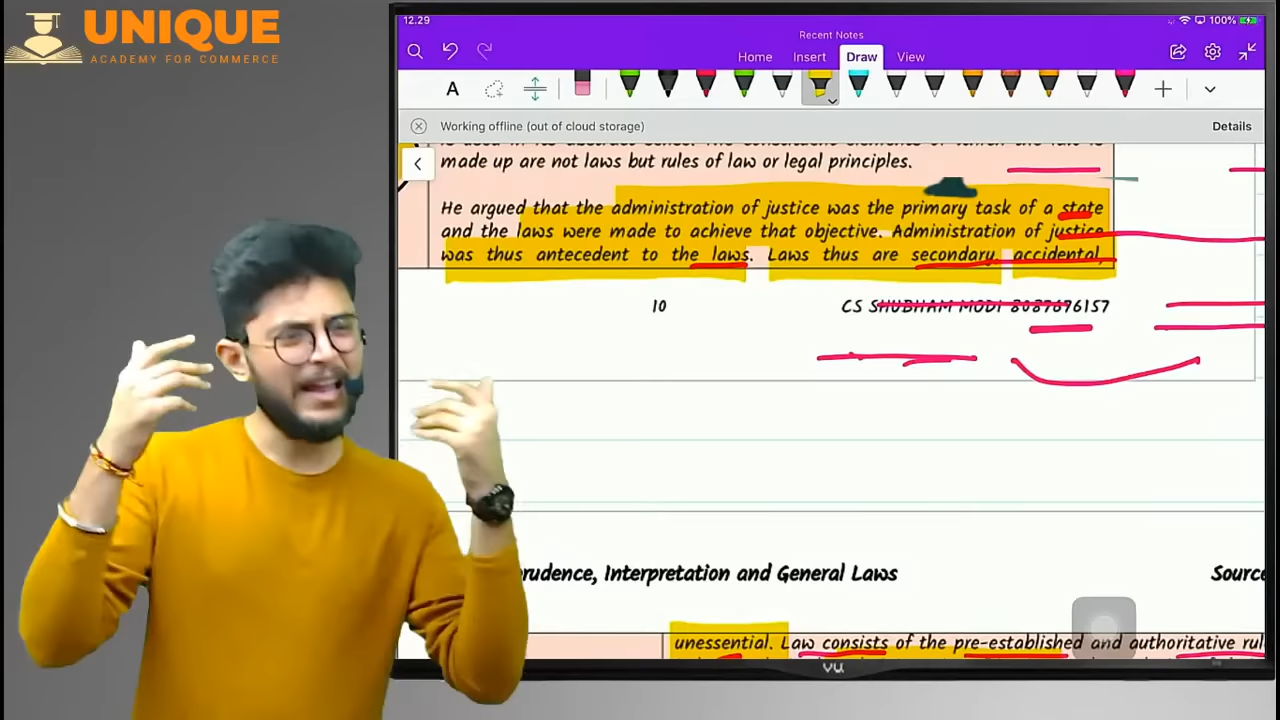 UNIQUE
ACADEMY FOR COMMERCE
12.29
100%
Recent Notes
Home Insert Draw View
A
Working offline (out of cloud storage)
Details
made up are not laws but rules of law or legal principles.
He argued that the administration of justice was the primary task of a state
and the laws were made to achieve that objective. Administration of justice
was thus antecedent to the laws. Laws thus are secondary, accidental,
10
CS SHUBHAM MODI 8087676157
rudence, Interpretation and General Laws
Source
unessential. Law consists of the pre-established and authoritative rul
vu